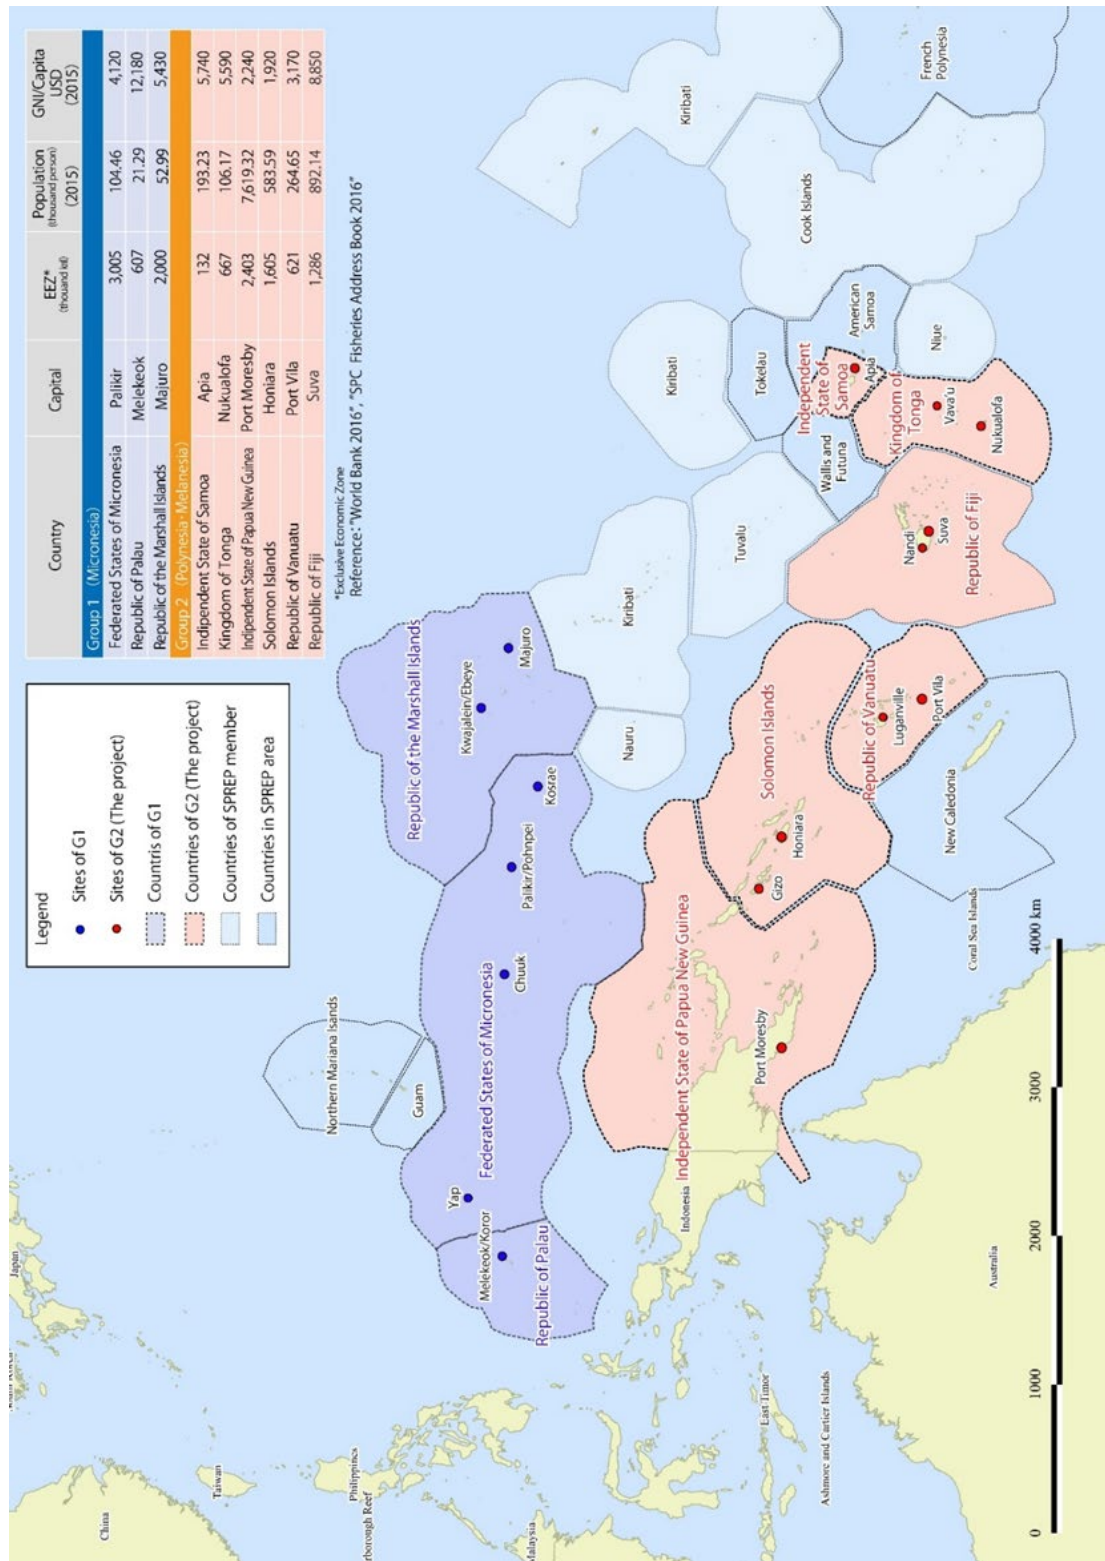 Legend
Sites of G1
Sites of G2 (The project)
Countris of G1
Countries of G2 (The project)
Countries of SPREP member
Countries in SPREP area
Country Capital EEZ* (thouand ㎢) Population (thousand person) (2015) GNI/Capita USD (2015)
Group 1 (Micronesia)
Federated States of Micronesia Palikir 3,005 104.46 4,120
Republic of Palau Melekeok 607 21.29 12,180
Republic of the Marshall Islands Majuro 2,000 52.99 5,430
Group 2 (Polynesia・Melanesia)
Indipendent State of Samoa Apia 132 193.23 5,740
Kingdom of Tonga Nukualofa 667 106.17 5,590
Indipendent State of Papua New Guinea Port Moresby 2,403 7,619.32 2,240
Solomon Islands Honiara 1,605 583.59 1,920
Republic of Vanuatu Port Vila 621 264.65 3,170
Republic of Fiji Suva 1,286 892.14 8,850
*Exclusive Economic Zone
Reference: "World Bank 2016", "SPC Fisheries Address Book 2016"
Japan
China
Taiwan
Philippines
rborough Reef
Malaysia
Northern Mariana Isands
Guam
Yap
Melekeok/Koror
Republic of Palau
Federated States of Micronesia
Chuuk
Palikir/Pohnpei
Kosrae
Republic of the Marshall Islands
Kwajalein/Ebeye
Majuro
Nauru
Kiribati
Tuvalu
Kiribati
Tokelau
Kiribati
Cook Islands
French
Polynesia
Independent
State of
Samoa
Apia
American
Samoa
Wallis and
Futuna
Niue
Kingdom of
Tonga
Vava'u
Nukualofa
Republic of Fiji
Nandi
Suva
Solomon Islands
Gizo
Honiara
Republic of Vanuatu
Luganville
Port Vila
New Caledonia
Independent State of Papua New Guinea
Port Moresby
Indonesia
East Timor
Ashmore and Cartier Islands
Coral Sea Islands
Australia
0 1000 2000 3000 4000 km